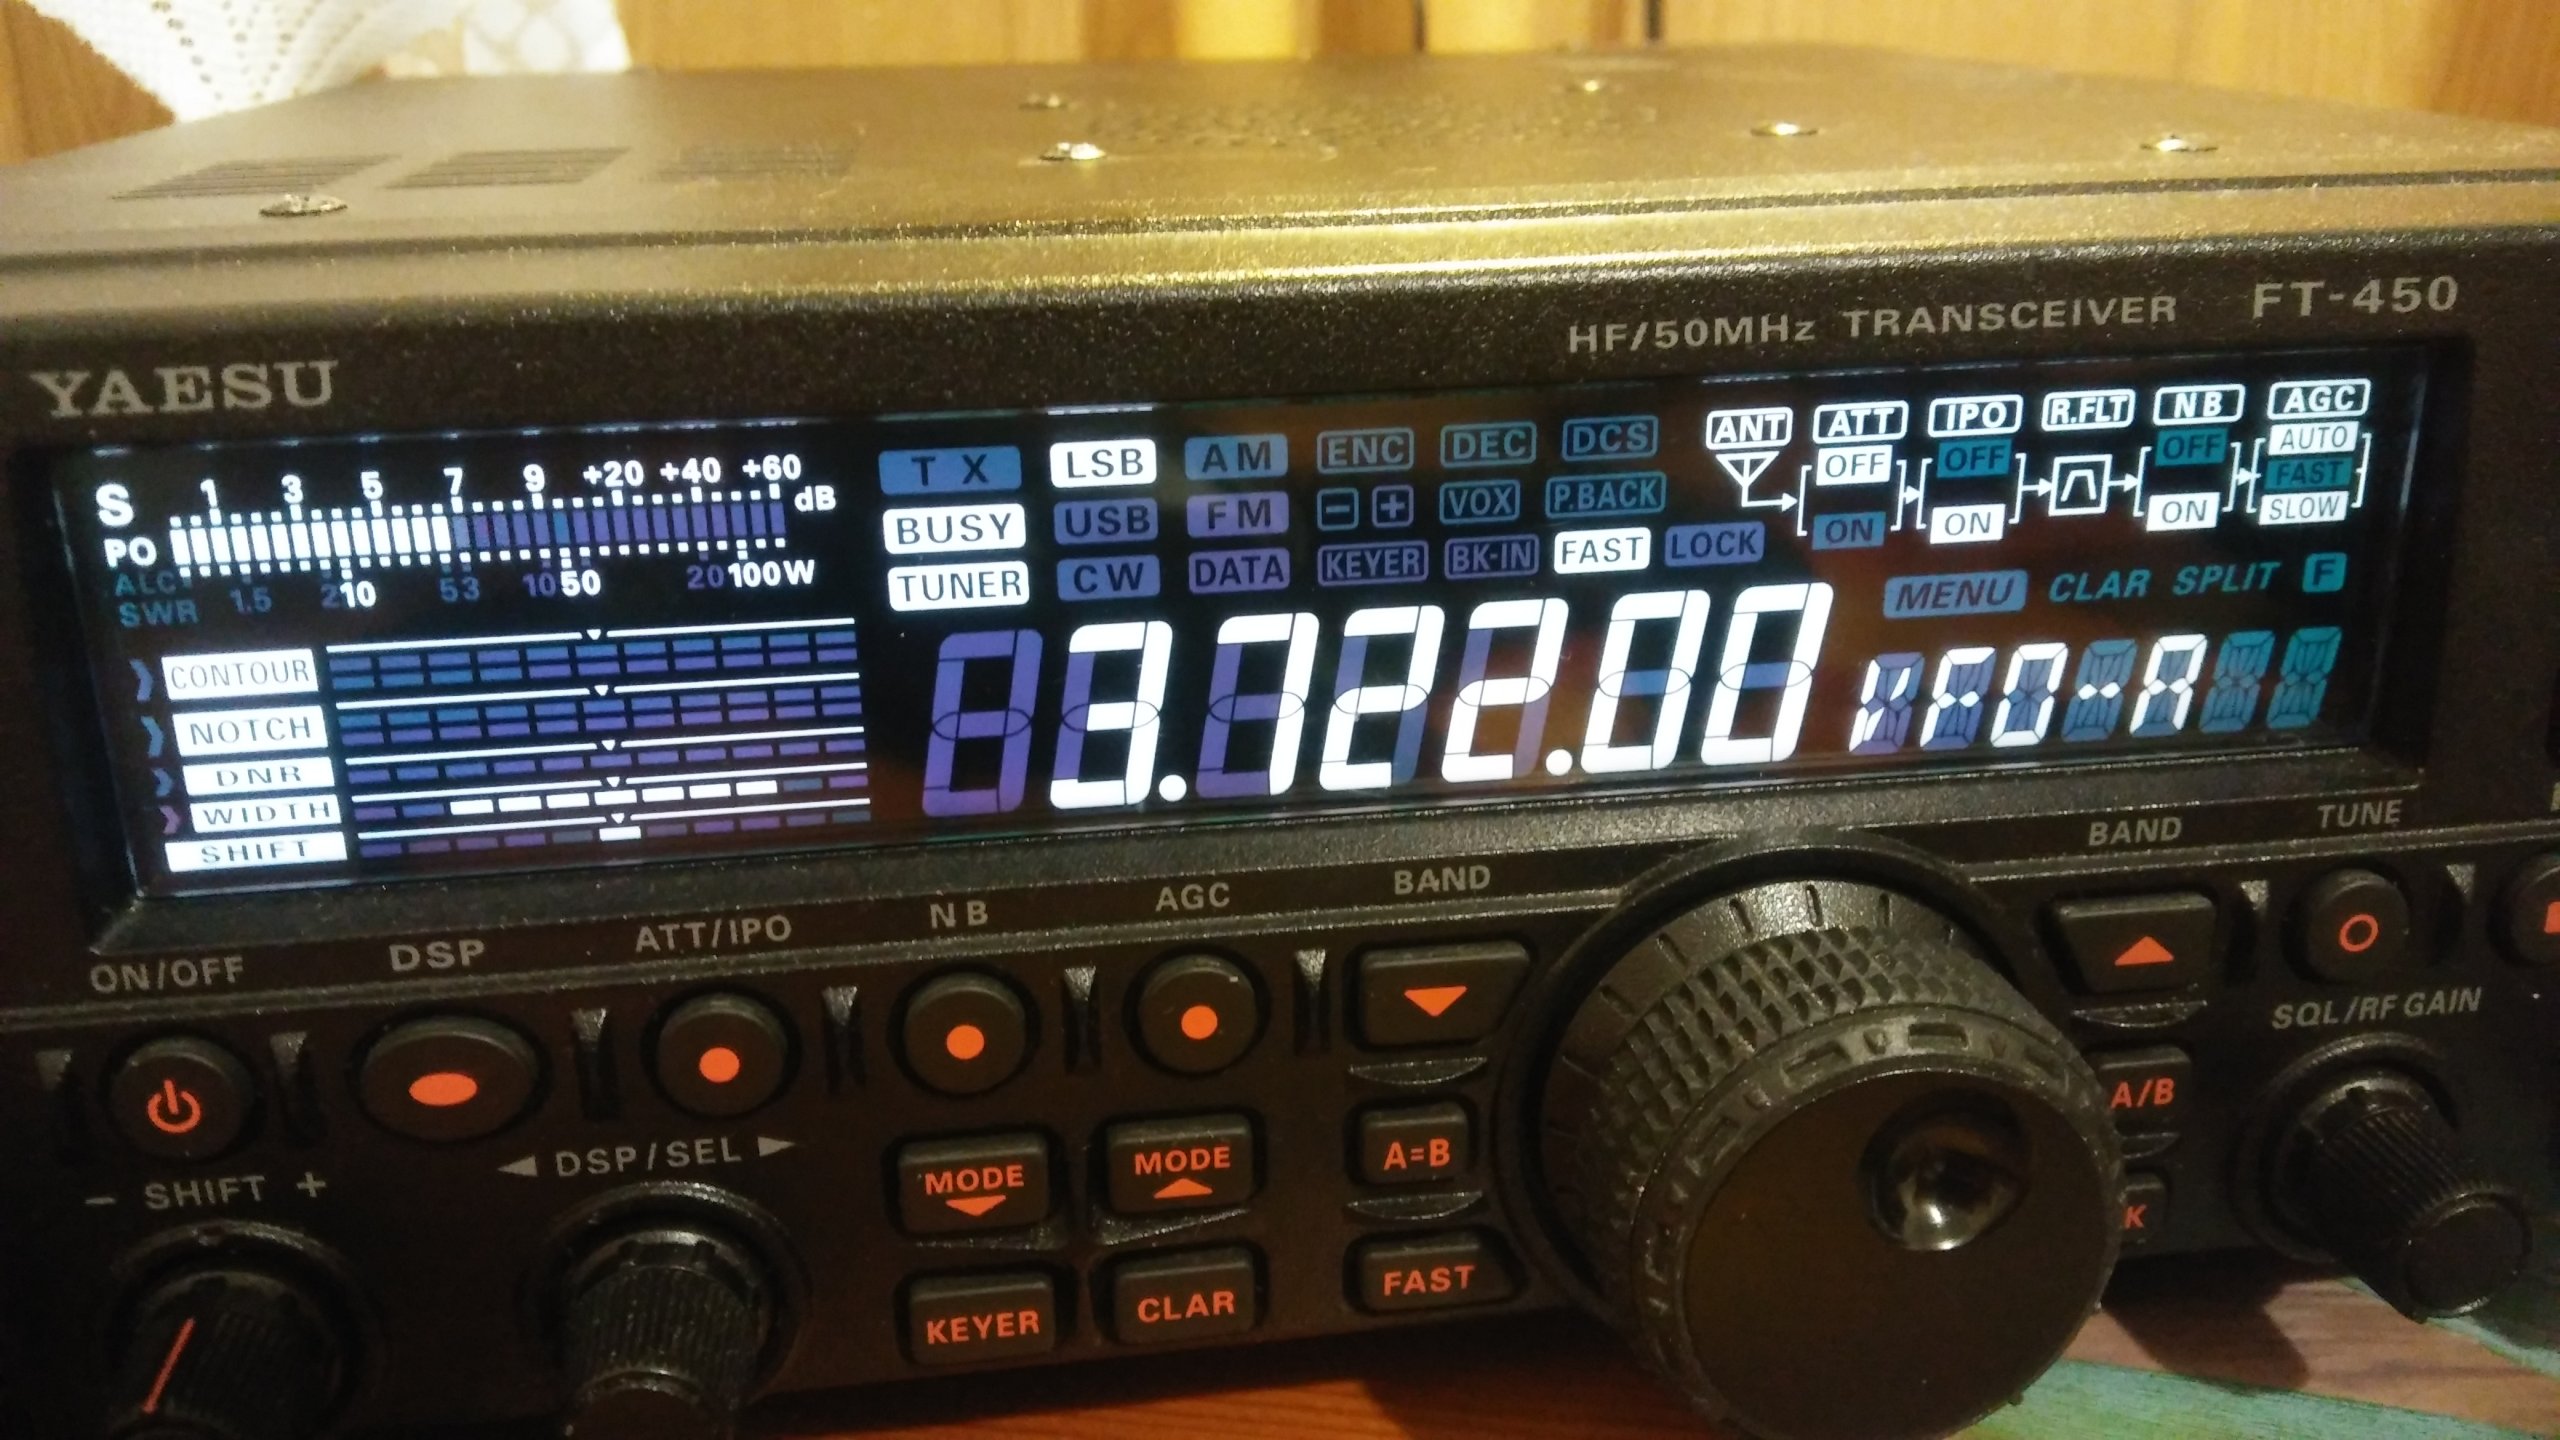 HF/50MHz TRANSCEIVER FT-450
YAESU
S 1 3 5 7 9 +20 +40 +60 dB
PO
ALC
SWR 1.5 2 10 5 3 10 50 20 100W
TX LSB AM ENC DEC DCS
BUSY USB FM - + VOX P.BACK
TUNER CW DATA KEYER BK-IN FAST LOCK
ANT ATT IPO R.FLT NB AGC
OFF OFF OFF AUTO
FAST
ON ON ON SLOW
MENU CLAR SPLIT F
CONTOUR
NOTCH
DNR
WIDTH
SHIFT
3.722.00 VFO-A
ON/OFF DSP ATT/IPO NB AGC BAND BAND TUNE
SQL/RF GAIN
- SHIFT + ◄ DSP/SEL ►
MODE MODE A=B A/B
K
KEYER CLAR FAST